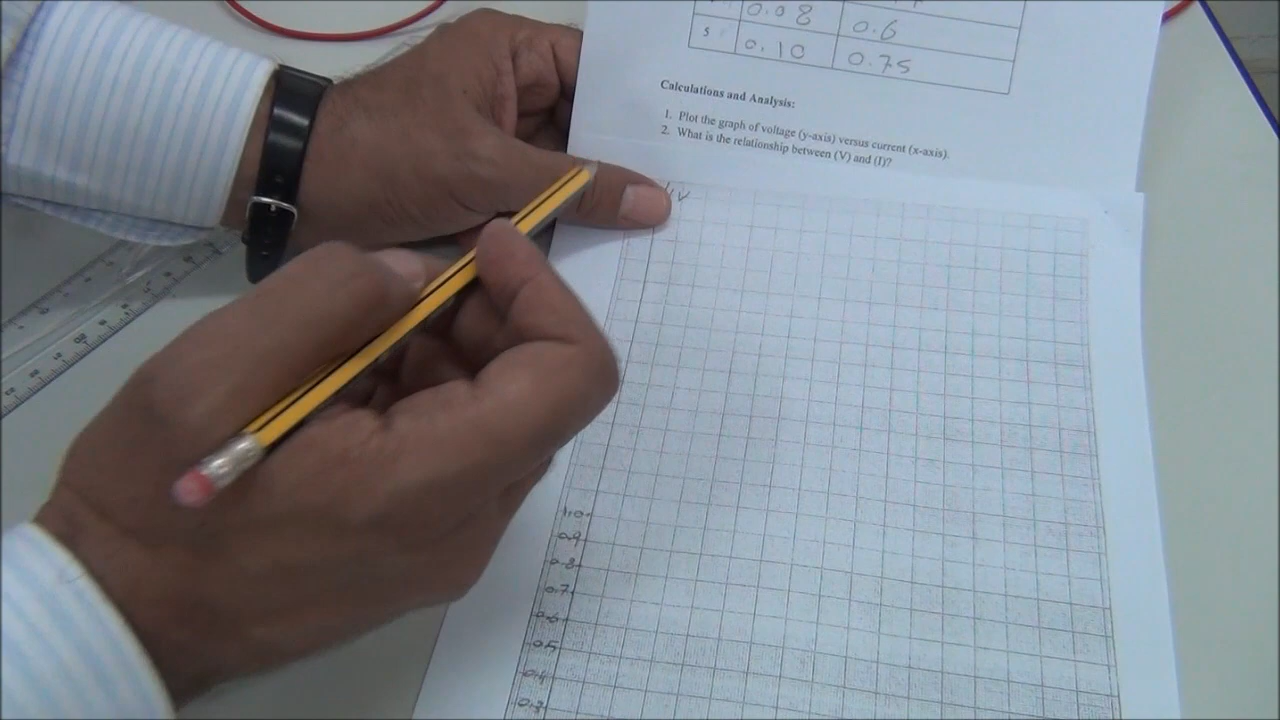 0.08 0.6
5 0.10 0.75
Calculations and Analysis:
1. Plot the graph of voltage (y-axis) versus current (x-axis).
2. What is the relationship between (V) and (I)?
V
1.0
0.9
0.8
0.7
0.6
0.5
0.4
0.3